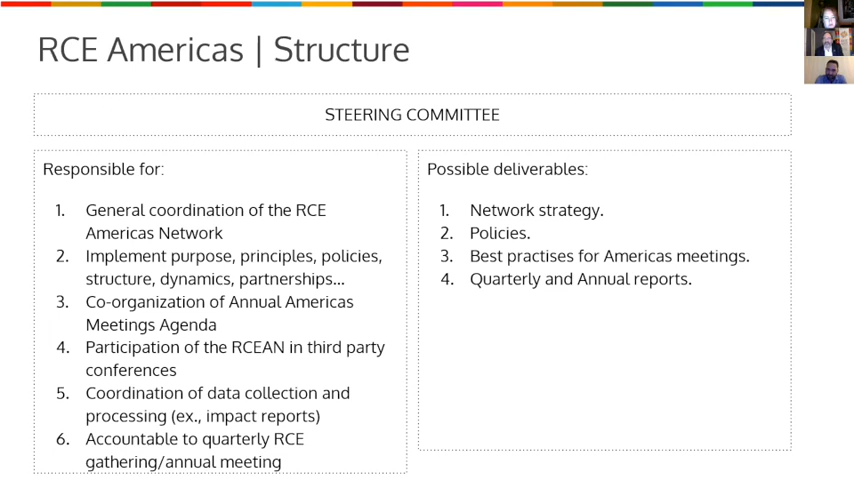 RCE Americas | Structure
STEERING COMMITTEE
Responsible for:
1. General coordination of the RCE
Americas Network
2. Implement purpose, principles, policies,
structure, dynamics, partnerships...
3. Co-organization of Annual Americas
Meetings Agenda
4. Participation of the RCEAN in third party
conferences
5. Coordination of data collection and
processing (ex., impact reports)
6. Accountable to quarterly RCE
gathering/annual meeting
Possible deliverables:
1. Network strategy.
2. Policies.
3. Best practises for Americas meetings.
4. Quarterly and Annual reports.